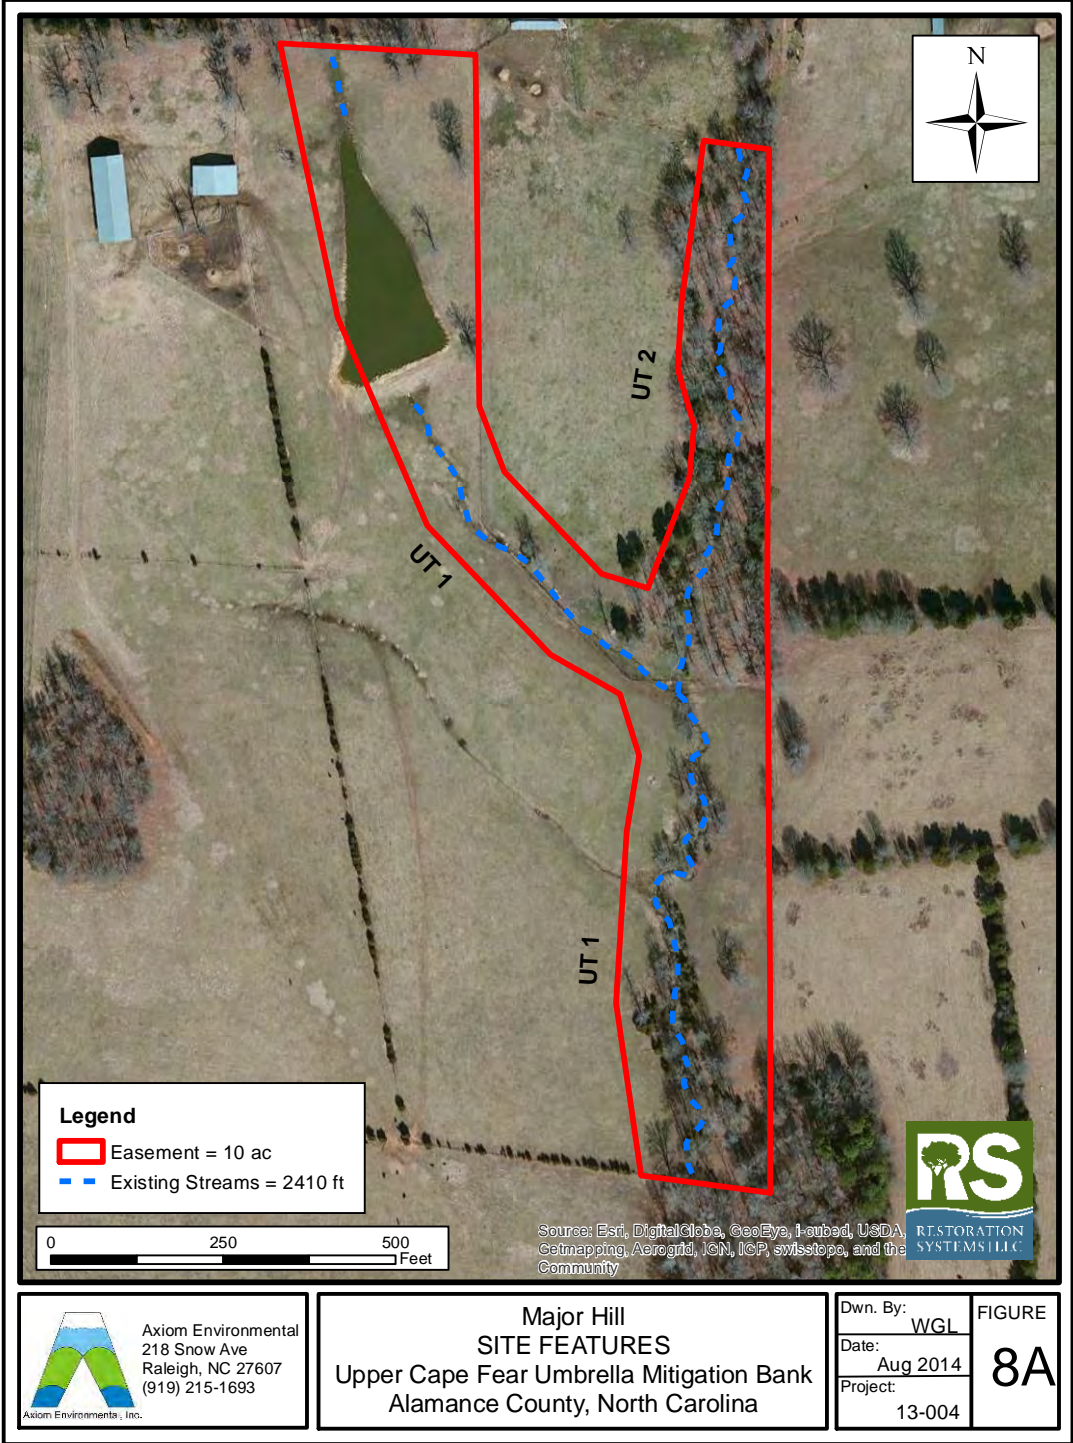 N
UT 2
UT 1
UT 1
Legend
Easement = 10 ac
Existing Streams = 2410 ft
0 250 500
Feet
Source: Esri, DigitalGlobe, GeoEye, i-cubed, USDA,
Getmapping, Aerogrid, IGN, IGP, swisstopo, and the
Community
RS
RESTORATION
SYSTEMS | LLC
Axiom Environmental, Inc.
Axiom Environmental
218 Snow Ave
Raleigh, NC 27607
(919) 215-1693
Major Hill
SITE FEATURES
Upper Cape Fear Umbrella Mitigation Bank
Alamance County, North Carolina
Dwn. By:
WGL
Date:
Aug 2014
Project:
13-004
FIGURE
8A